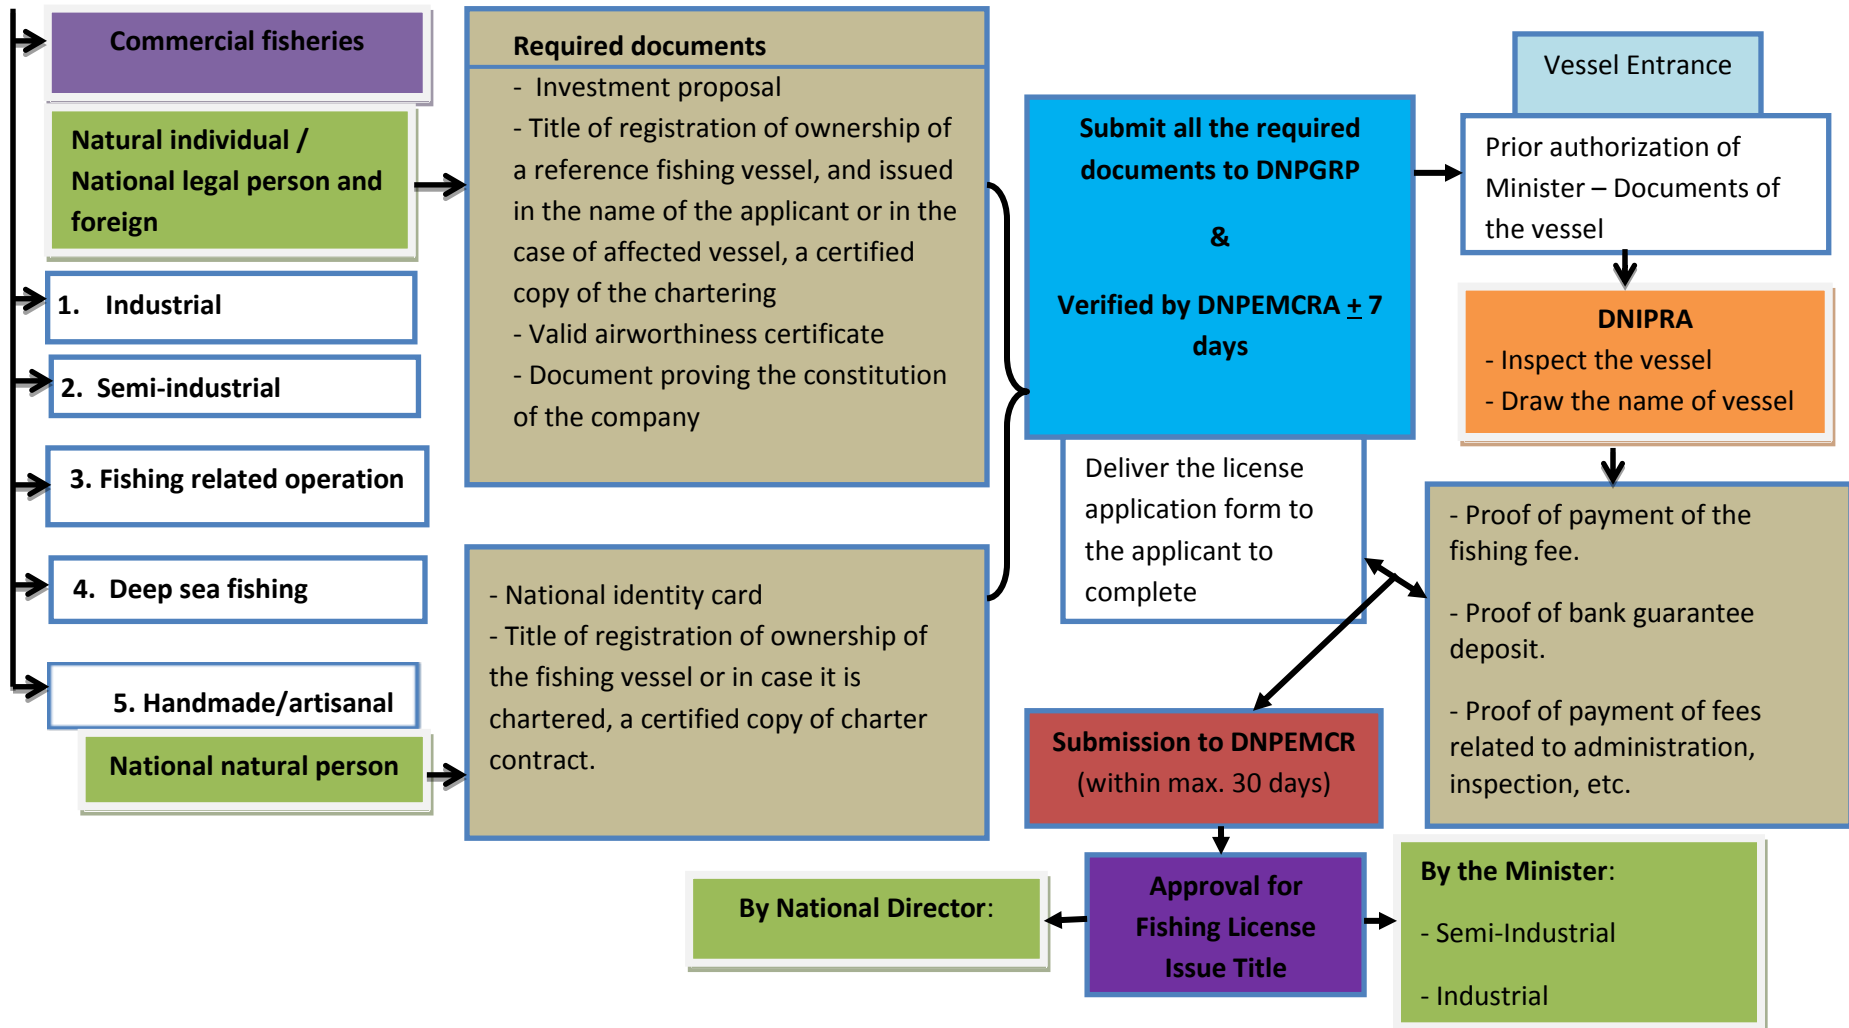 Commercial fisheries
Natural individual /
National legal person and
foreign
1. Industrial
2. Semi-industrial
3. Fishing related operation
4. Deep sea fishing
5. Handmade/artisanal
National natural person
Required documents
- Investment proposal
- Title of registration of ownership of
a reference fishing vessel, and issued
in the name of the applicant or in the
case of affected vessel, a certified
copy of the chartering
- Valid airworthiness certificate
- Document proving the constitution
of the company
- National identity card
- Title of registration of ownership of
the fishing vessel or in case it is
chartered, a certified copy of charter
contract.
Submit all the required
documents to DNPGRP
&
Verified by DNPEMCRA ± 7
days
Deliver the license
application form to
the applicant to
complete
Vessel Entrance
Prior authorization of
Minister – Documents of
the vessel
DNIPRA
- Inspect the vessel
- Draw the name of vessel
- Proof of payment of the
fishing fee.
- Proof of bank guarantee
deposit.
- Proof of payment of fees
related to administration,
inspection, etc.
Submission to DNPEMCR
(within max. 30 days)
Approval for
Fishing License
Issue Title
By National Director:
By the Minister:
- Semi-Industrial
- Industrial